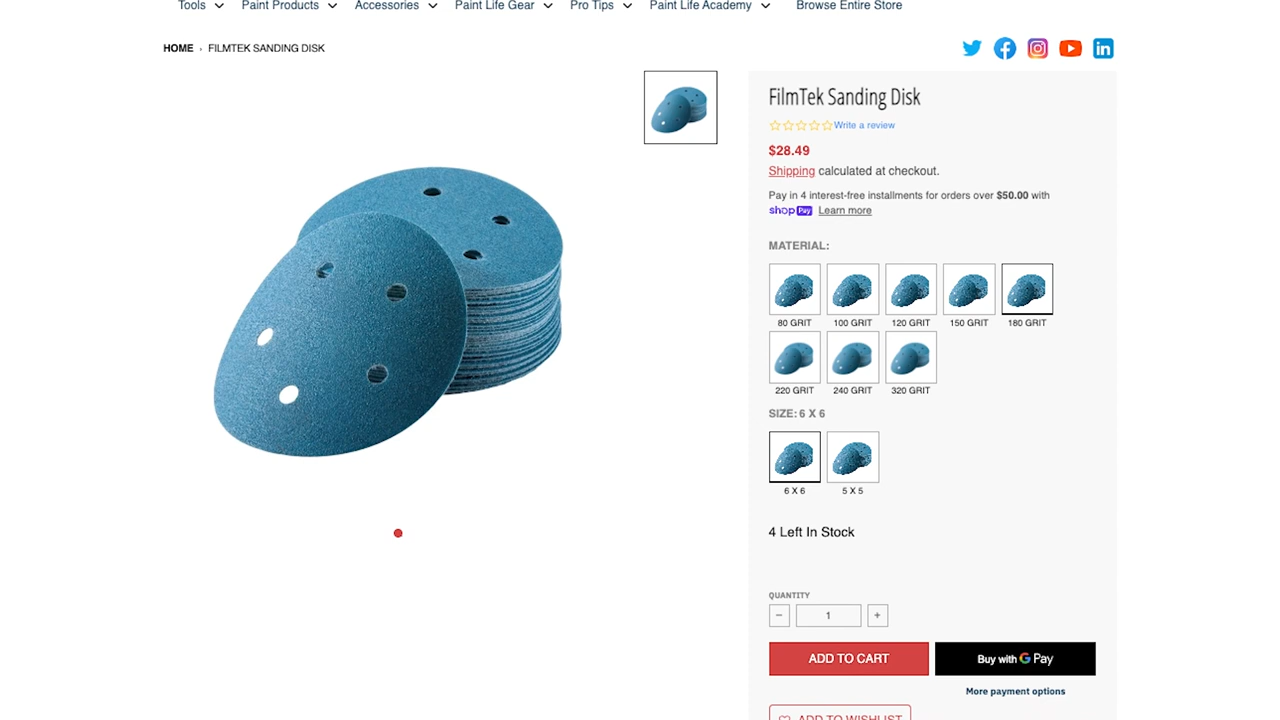 Tools Paint Products Accessories Paint Life Gear Pro Tips Paint Life Academy Browse Entire Store
HOME › FILMTEK SANDING DISK
FilmTek Sanding Disk
Write a review
$28.49
Shipping calculated at checkout.
Pay in 4 interest-free installments for orders over $50.00 with
shop Pay Learn more
MATERIAL:
80 GRIT 100 GRIT 120 GRIT 150 GRIT 180 GRIT
220 GRIT 240 GRIT 320 GRIT
SIZE: 6 X 6
6 X 6 5 X 5
4 Left In Stock
QUANTITY
− 1 +
ADD TO CART Buy with G Pay
More payment options
ADD TO WISHLIST